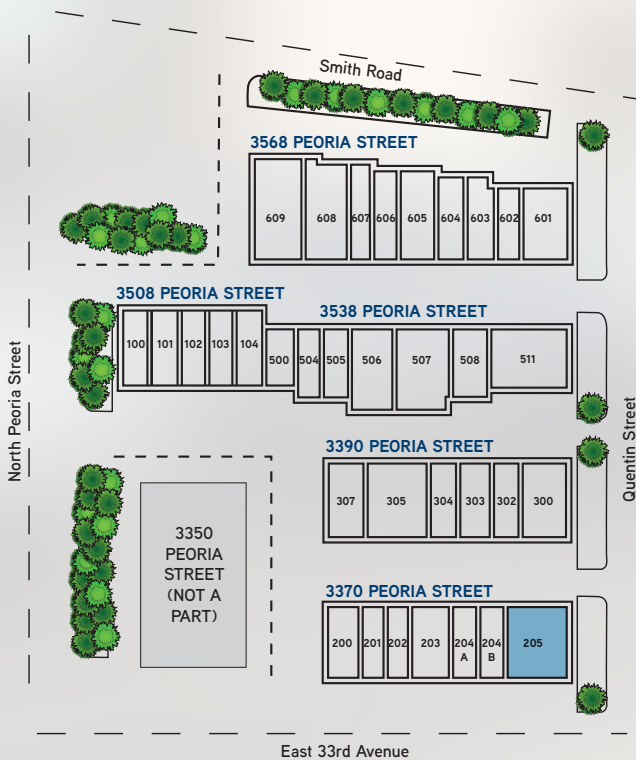 Smith Road
3568 PEORIA STREET
609 608 607 606 605 604 603 602 601
3508 PEORIA STREET
3538 PEORIA STREET
100 101 102 103 104 500 504 505 506 507 508 511
North Peoria Street
Quentin Street
3390 PEORIA STREET
307 305 304 303 302 300
3350
PEORIA
STREET
(NOT A
PART)
3370 PEORIA STREET
200 201 202 203 204 A 204 B 205
East 33rd Avenue